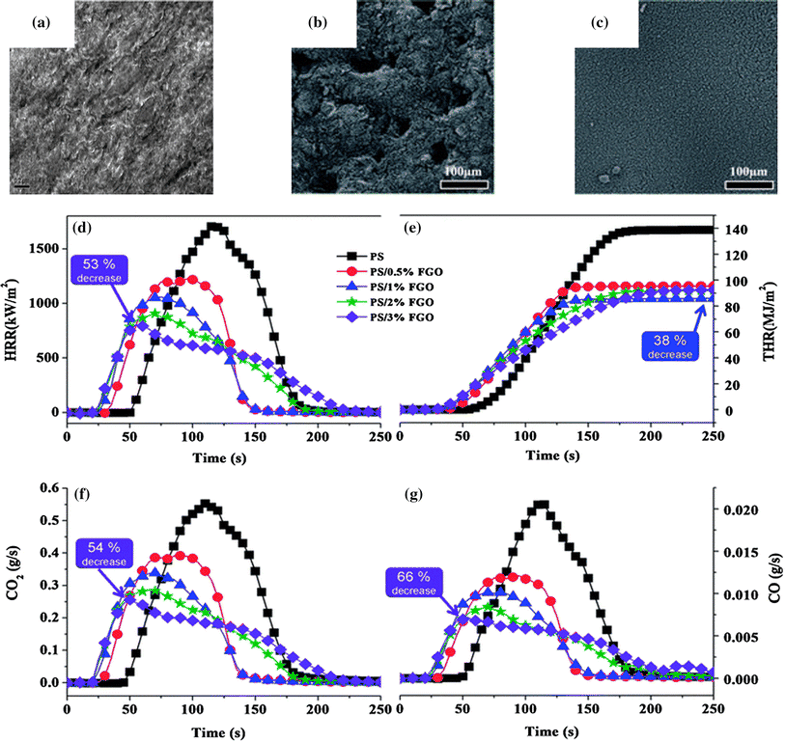 (a)
(b)
(c)
100μm
100μm
(d)
(e)
1500
1000
500
0
HRR(kW/m²)
53 %
decrease
PS
PS/0.5% FGO
PS/1% FGO
PS/2% FGO
PS/3% FGO
38 %
decrease
140
120
100
80
60
40
20
0
THR(MJ/m²)
0 50 100 150 200 250
Time (s)
0 50 100 150 200 250
Time (s)
(f)
(g)
0.6
0.5
0.4
0.3
0.2
0.1
0.0
CO₂ (g/s)
54 %
decrease
66 %
decrease
0.020
0.015
0.010
0.005
0.000
CO (g/s)
0 50 100 150 200 250
Time (s)
0 50 100 150 200 250
Time (s)